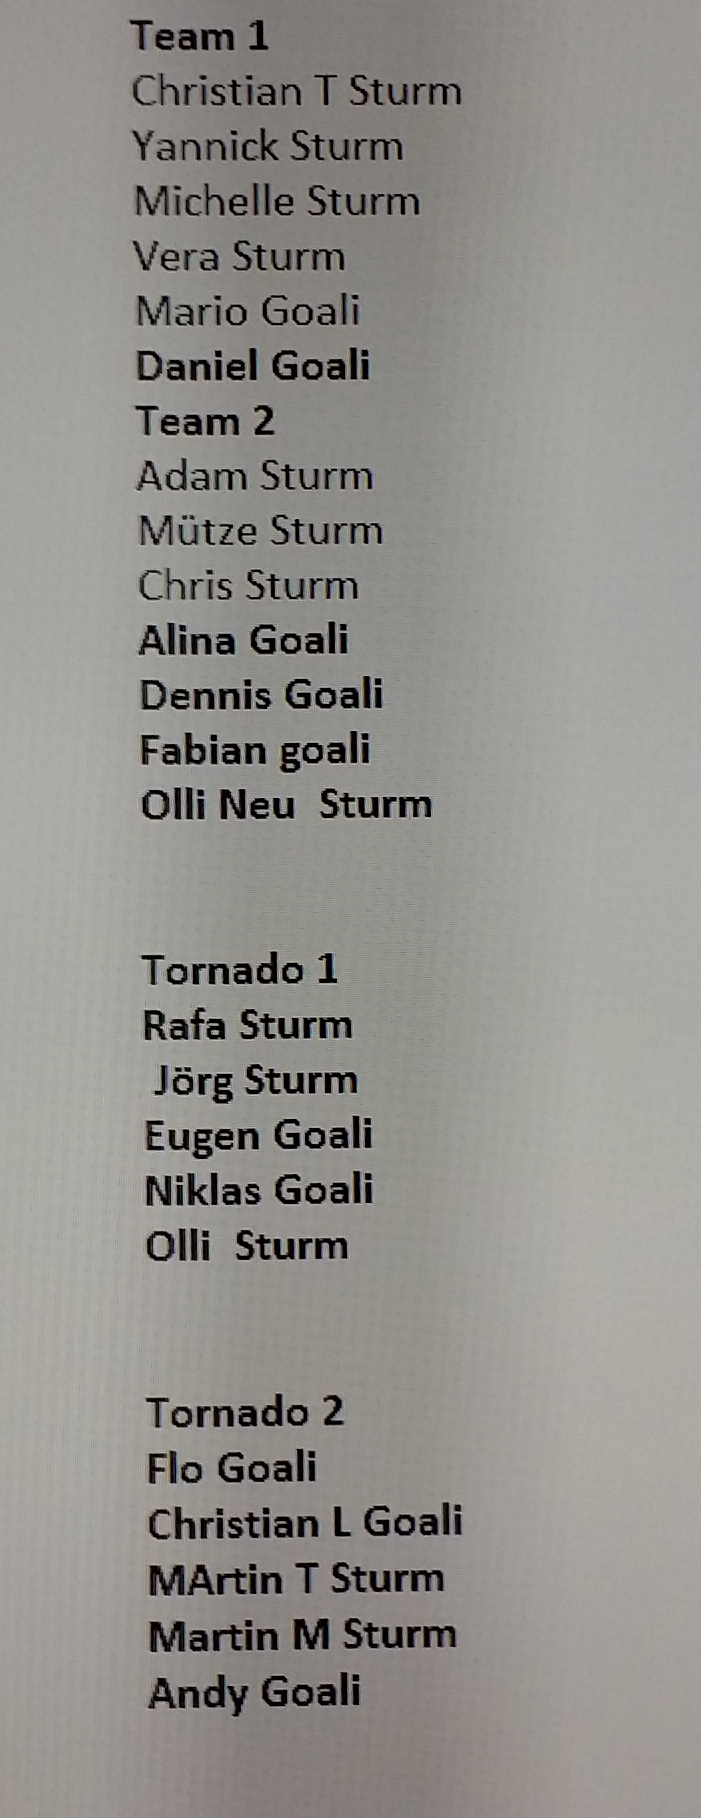 Team 1
Christian T Sturm
Yannick Sturm
Michelle Sturm
Vera Sturm
Mario Goali
Daniel Goali
Team 2
Adam Sturm
Mütze Sturm
Chris Sturm
Alina Goali
Dennis Goali
Fabian goali
Olli Neu  Sturm
Tornado 1
Rafa Sturm
Jörg Sturm
Eugen Goali
Niklas Goali
Olli  Sturm
Tornado 2
Flo Goali
Christian L Goali
MArtin T Sturm
Martin M Sturm
Andy Goali